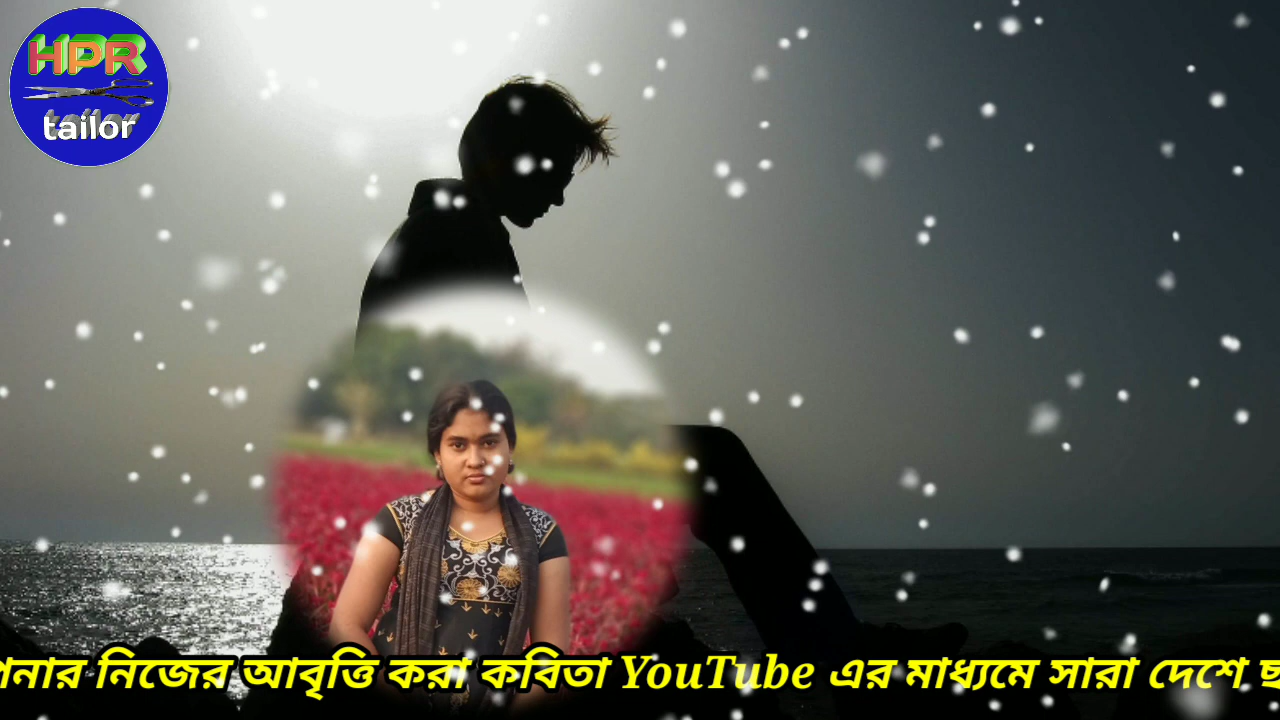 HPR
tailor
নিজের আবৃত্তি করা কবিতা YouTube এর মাধ্যমে সারা দেশে